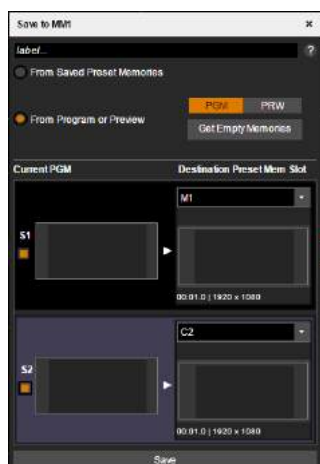 Save to MM1 ×
label... ?
From Saved Preset Memories
From Program or Preview
PGM PRW
Get Empty Memories
Current PGM Destination Preset Mem Slot
M1
S1
00:01.0 | 1920 x 1080
C2
S2
00:01.0 | 1920 x 1080
Save